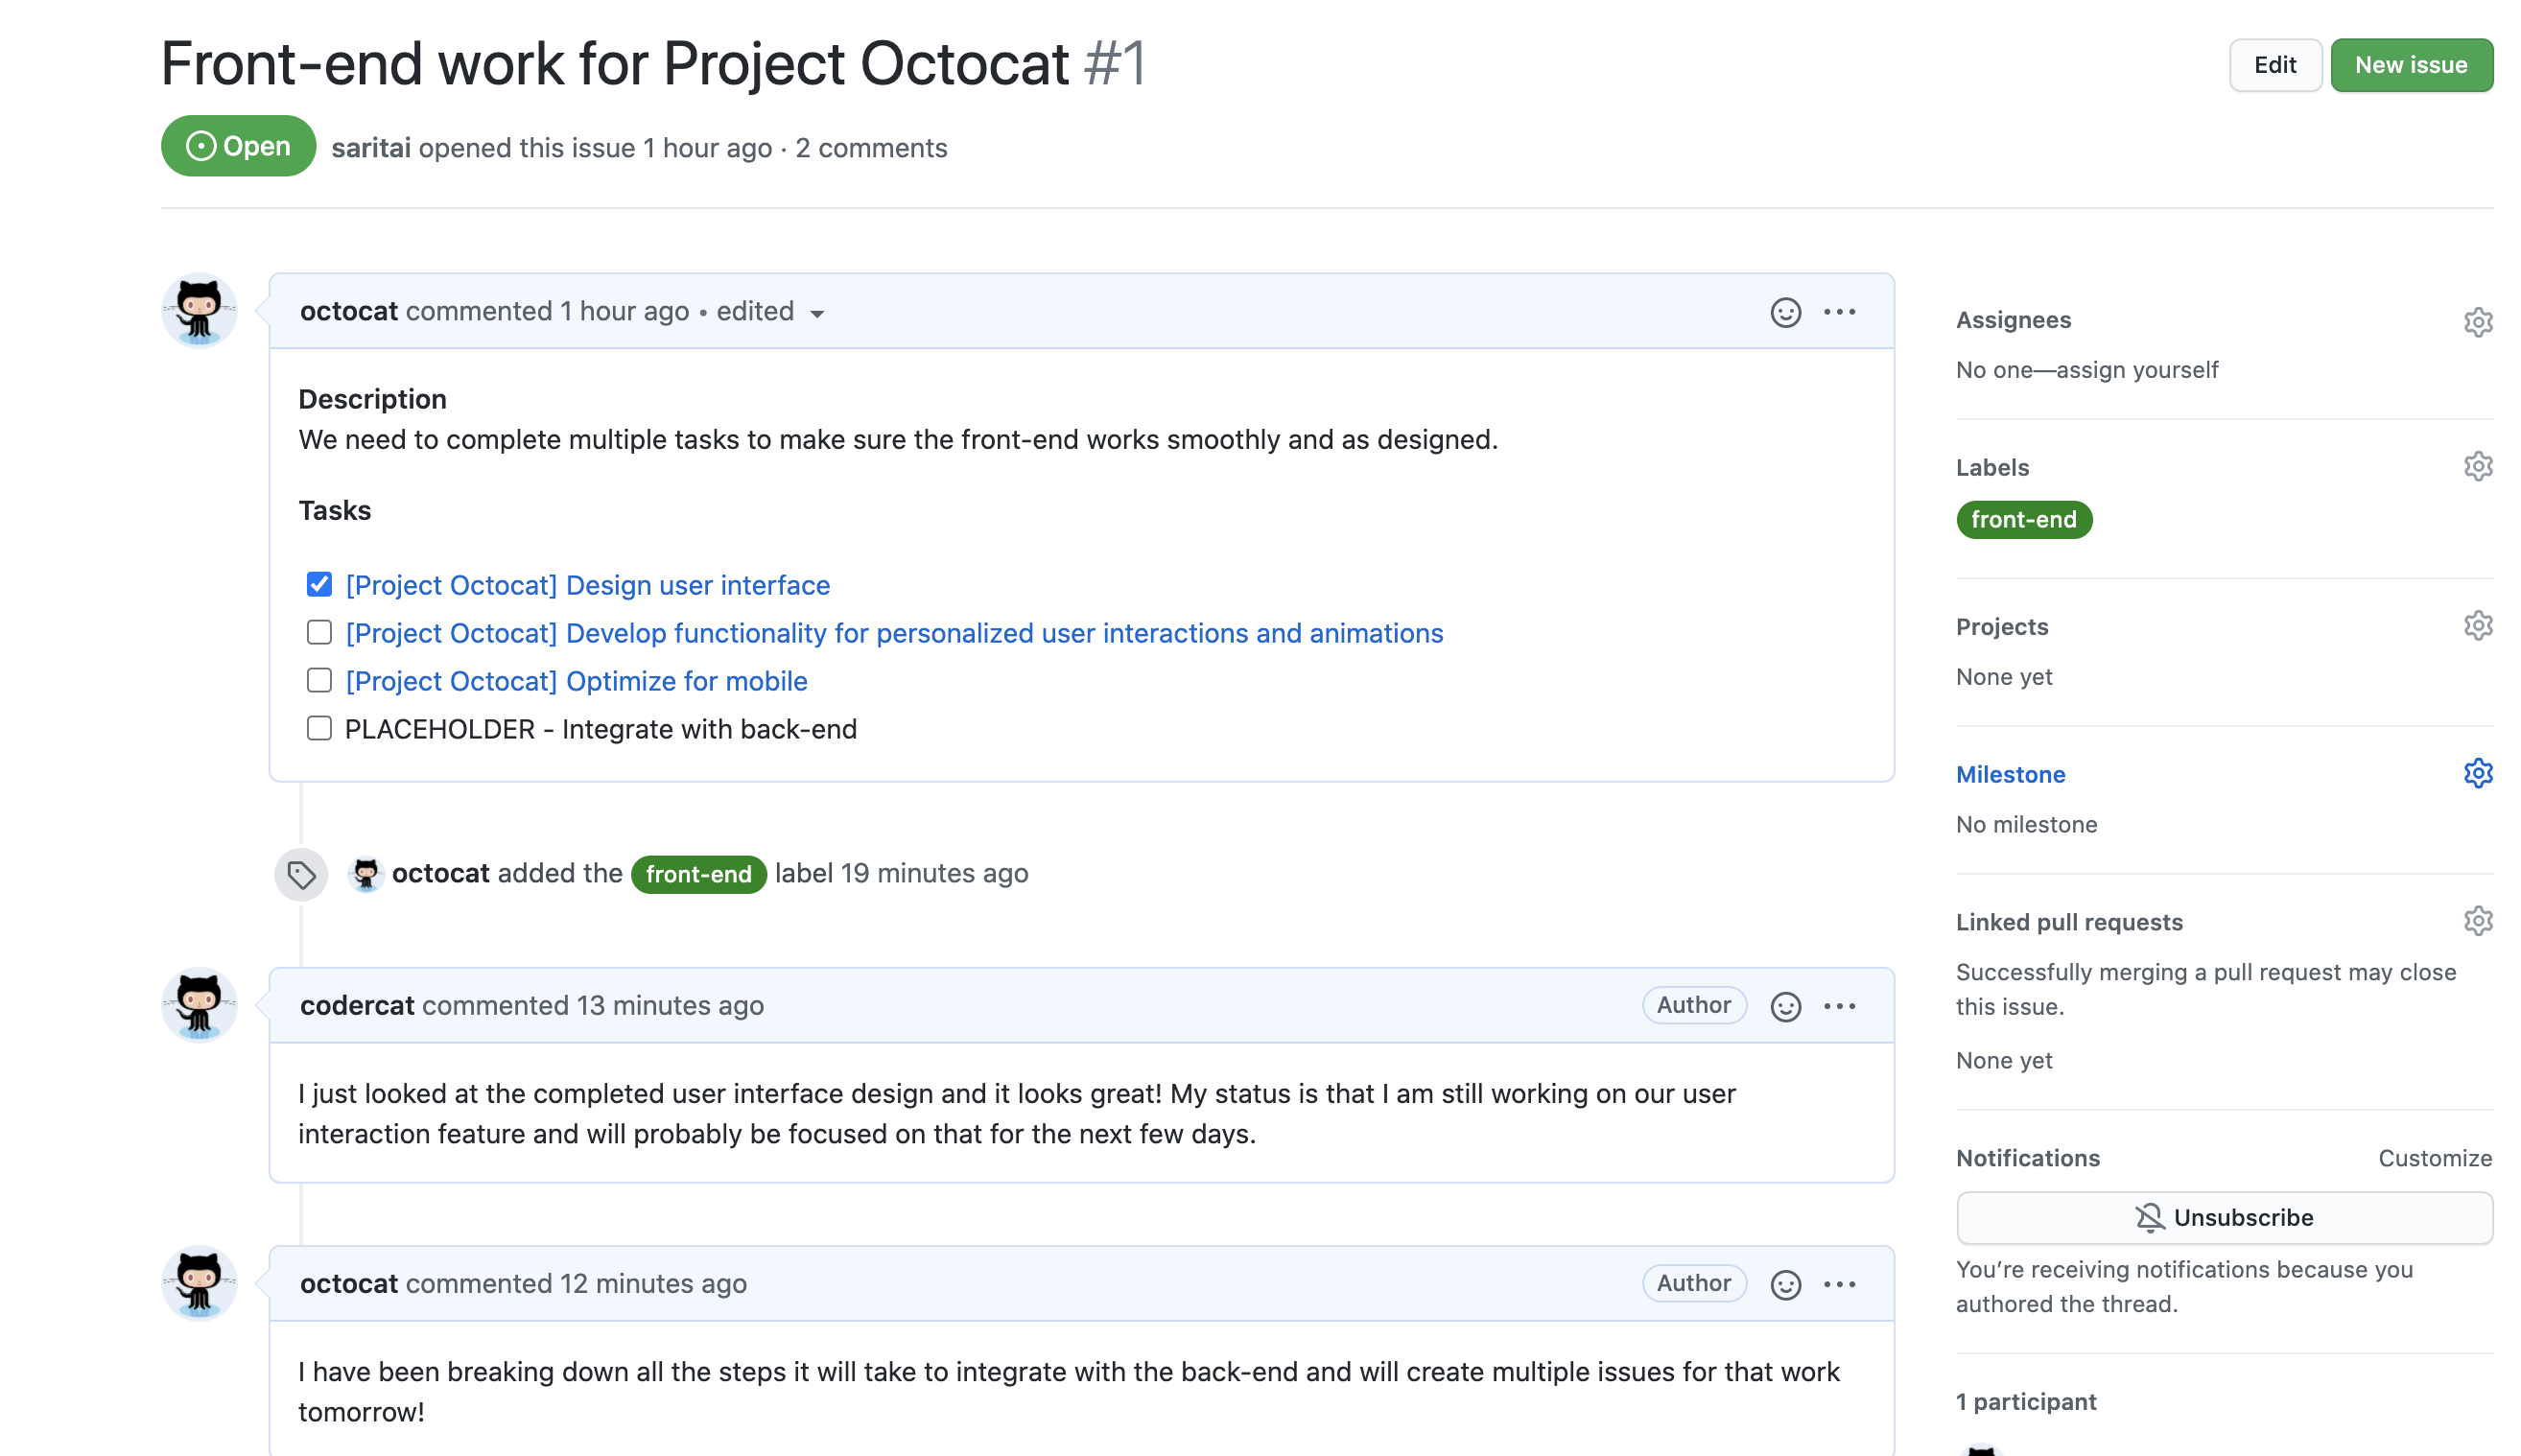 Front-end work for Project Octocat #1
Edit
New issue
Open
saritai opened this issue 1 hour ago · 2 comments
octocat commented 1 hour ago • edited
Description
We need to complete multiple tasks to make sure the front-end works smoothly and as designed.
Tasks
[Project Octocat] Design user interface
[Project Octocat] Develop functionality for personalized user interactions and animations
[Project Octocat] Optimize for mobile
PLACEHOLDER - Integrate with back-end
octocat added the front-end label 19 minutes ago
codercat commented 13 minutes ago
Author
I just looked at the completed user interface design and it looks great! My status is that I am still working on our user
interaction feature and will probably be focused on that for the next few days.
octocat commented 12 minutes ago
Author
I have been breaking down all the steps it will take to integrate with the back-end and will create multiple issues for that work
tomorrow!
Assignees
No one—assign yourself
Labels
front-end
Projects
None yet
Milestone
No milestone
Linked pull requests
Successfully merging a pull request may close
this issue.
None yet
Notifications
Customize
Unsubscribe
You’re receiving notifications because you
authored the thread.
1 participant